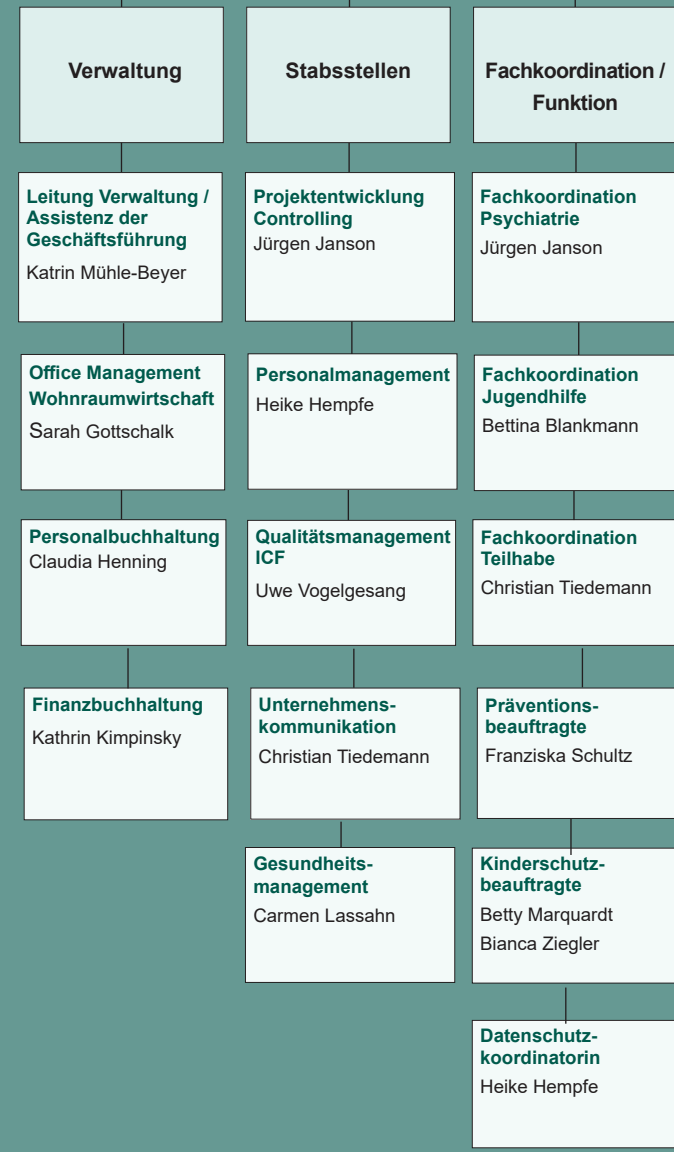 Verwaltung
Stabsstellen
Fachkoordination /
Funktion
Leitung Verwaltung /
Assistenz der
Geschäftsführung
Katrin Mühle-Beyer
Office Management
Wohnraumwirtschaft
Sarah Gottschalk
Personalbuchhaltung
Claudia Henning
Finanzbuchhaltung
Kathrin Kimpinsky
Projektentwicklung
Controlling
Jürgen Janson
Personalmanagement
Heike Hempfe
Qualitätsmanagement
ICF
Uwe Vogelgesang
Unternehmens-
kommunikation
Christian Tiedemann
Gesundheits-
management
Carmen Lassahn
Fachkoordination
Psychiatrie
Jürgen Janson
Fachkoordination
Jugendhilfe
Bettina Blankmann
Fachkoordination
Teilhabe
Christian Tiedemann
Präventions-
beauftragte
Franziska Schultz
Kinderschutz-
beauftragte
Betty Marquardt
Bianca Ziegler
Datenschutz-
koordinatorin
Heike Hempfe